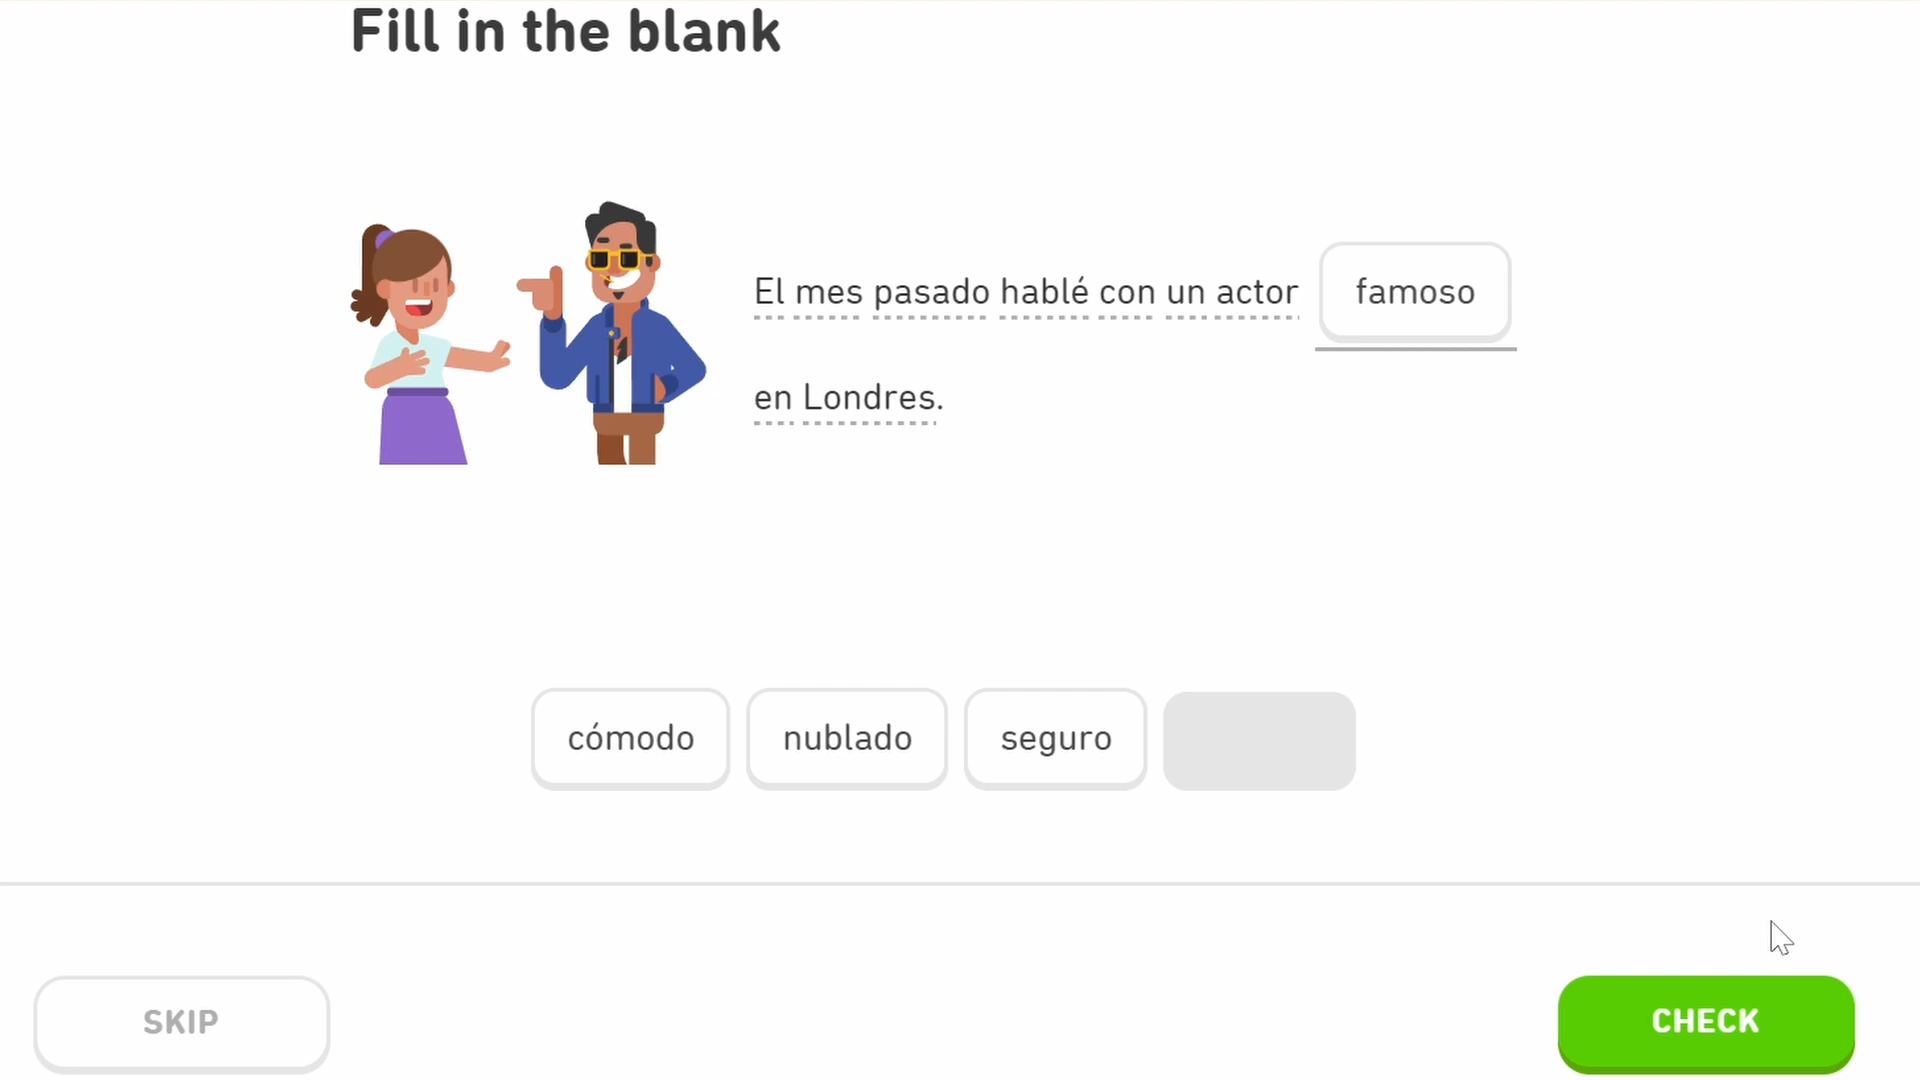 Fill in the blank
El mes pasado hablé con un actor famoso
en Londres.
cómodo nublado seguro
SKIP CHECK